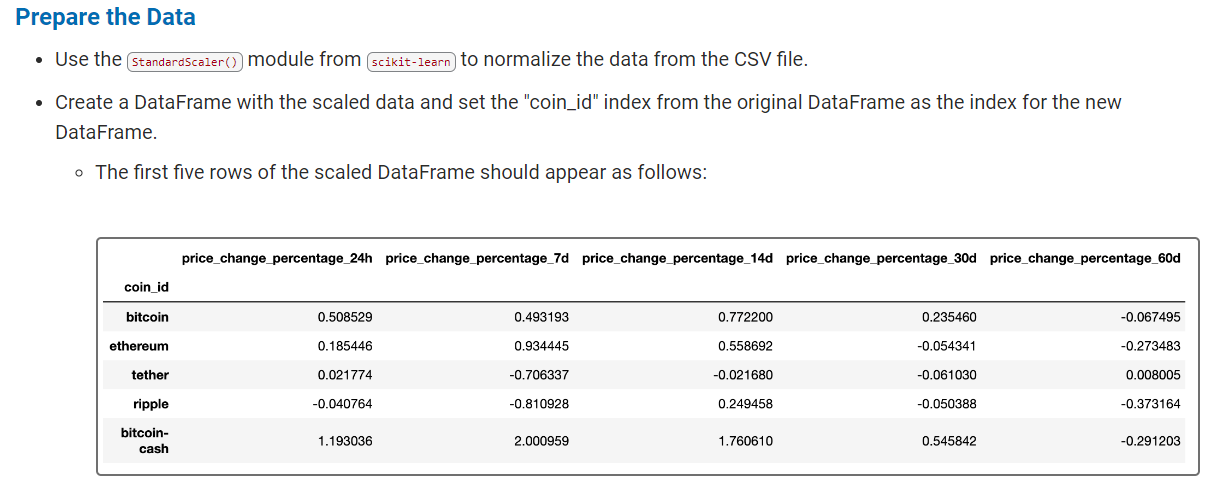 Prepare the Data
Use the StandardScaler() module from scikit-learn to normalize the data from the CSV file.
Create a DataFrame with the scaled data and set the "coin_id" index from the original DataFrame as the index for the new
DataFrame.
The first five rows of the scaled DataFrame should appear as follows:
price_change_percentage_24h price_change_percentage_7d price_change_percentage_14d price_change_percentage_30d price_change_percentage_60d
coin_id
bitcoin 0.508529 0.493193 0.772200 0.235460 -0.067495
ethereum 0.185446 0.934445 0.558692 -0.054341 -0.273483
tether 0.021774 -0.706337 -0.021680 -0.061030 0.008005
ripple -0.040764 -0.810928 0.249458 -0.050388 -0.373164
bitcoin-
cash 1.193036 2.000959 1.760610 0.545842 -0.291203